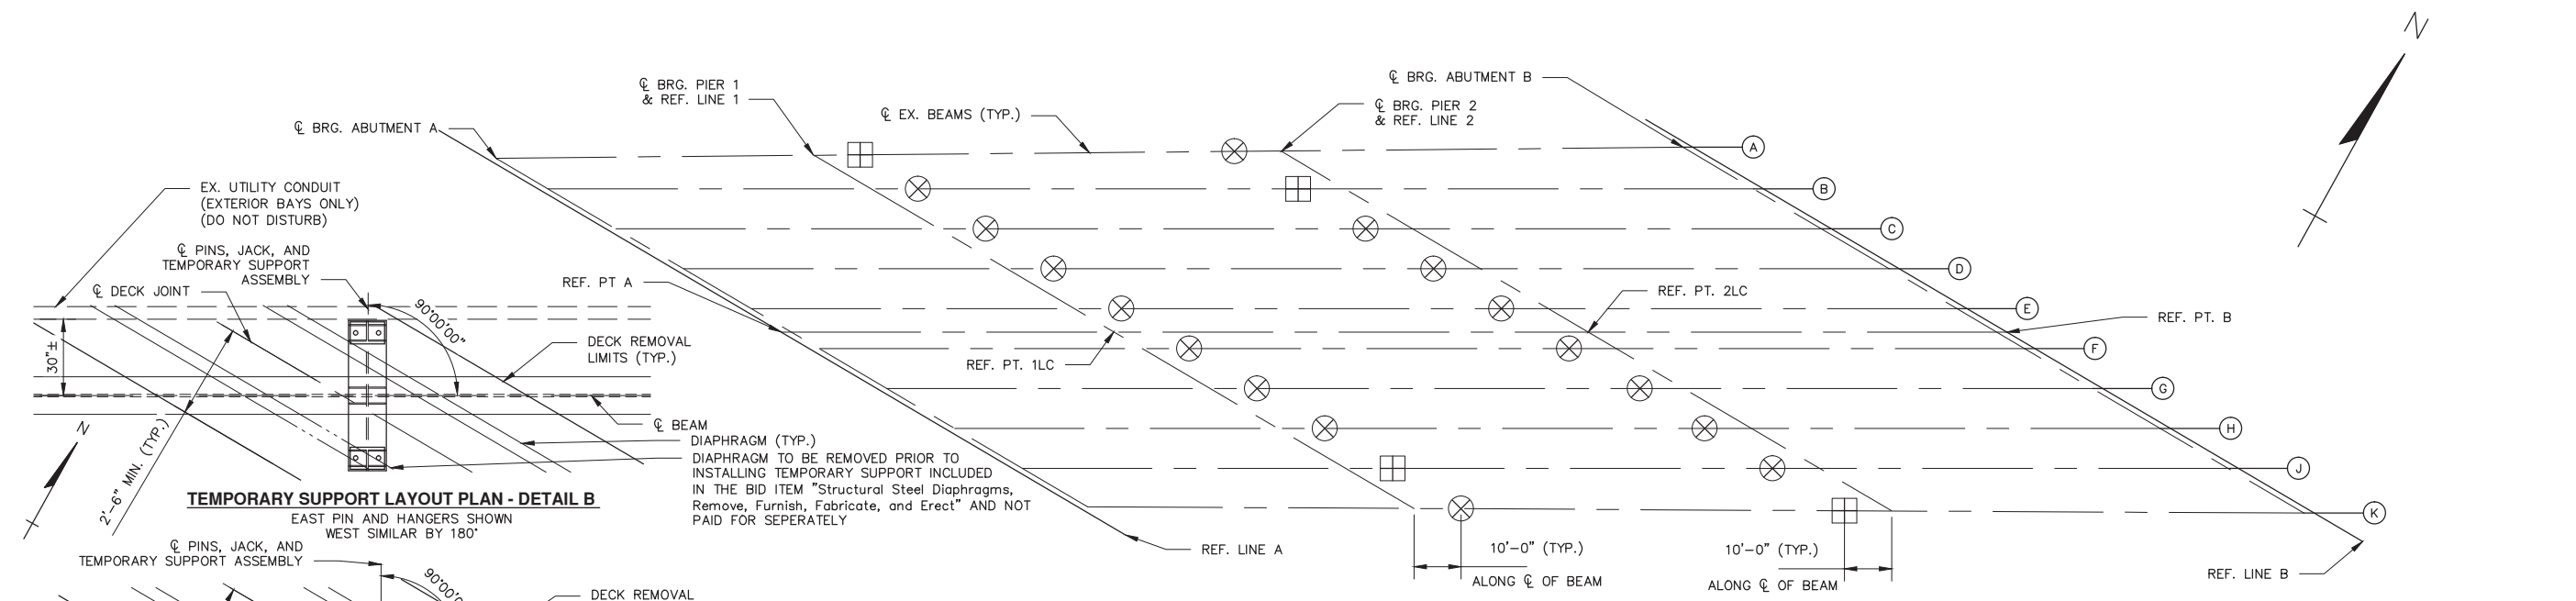 N
℄ BRG. PIER 1
& REF. LINE 1
℄ BRG. ABUTMENT B
℄ EX. BEAMS (TYP.)
℄ BRG. PIER 2
& REF. LINE 2
℄ BRG. ABUTMENT A
A
B
C
D
E
F
G
H
J
K
EX. UTILITY CONDUIT
(EXTERIOR BAYS ONLY)
(DO NOT DISTURB)
℄ PINS, JACK, AND
TEMPORARY SUPPORT
ASSEMBLY
℄ DECK JOINT
90°00'00"
30"±
2'-6" MIN. (TYP.)
N
DECK REMOVAL
LIMITS (TYP.)
℄ BEAM
DIAPHRAGM (TYP.)
DIAPHRAGM TO BE REMOVED PRIOR TO
INSTALLING TEMPORARY SUPPORT INCLUDED
IN THE BID ITEM "Structural Steel Diaphragms,
Remove, Furnish, Fabricate, and Erect" AND NOT
PAID FOR SEPERATELY
TEMPORARY SUPPORT LAYOUT PLAN - DETAIL B
EAST PIN AND HANGERS SHOWN
WEST SIMILAR BY 180°
REF. PT A
REF. PT. 1LC
REF. PT. 2LC
REF. PT. B
REF. LINE A
10'-0" (TYP.)
ALONG ℄ OF BEAM
10'-0" (TYP.)
ALONG ℄ OF BEAM
REF. LINE B
℄ PINS, JACK, AND
TEMPORARY SUPPORT ASSEMBLY
DECK REMOVAL